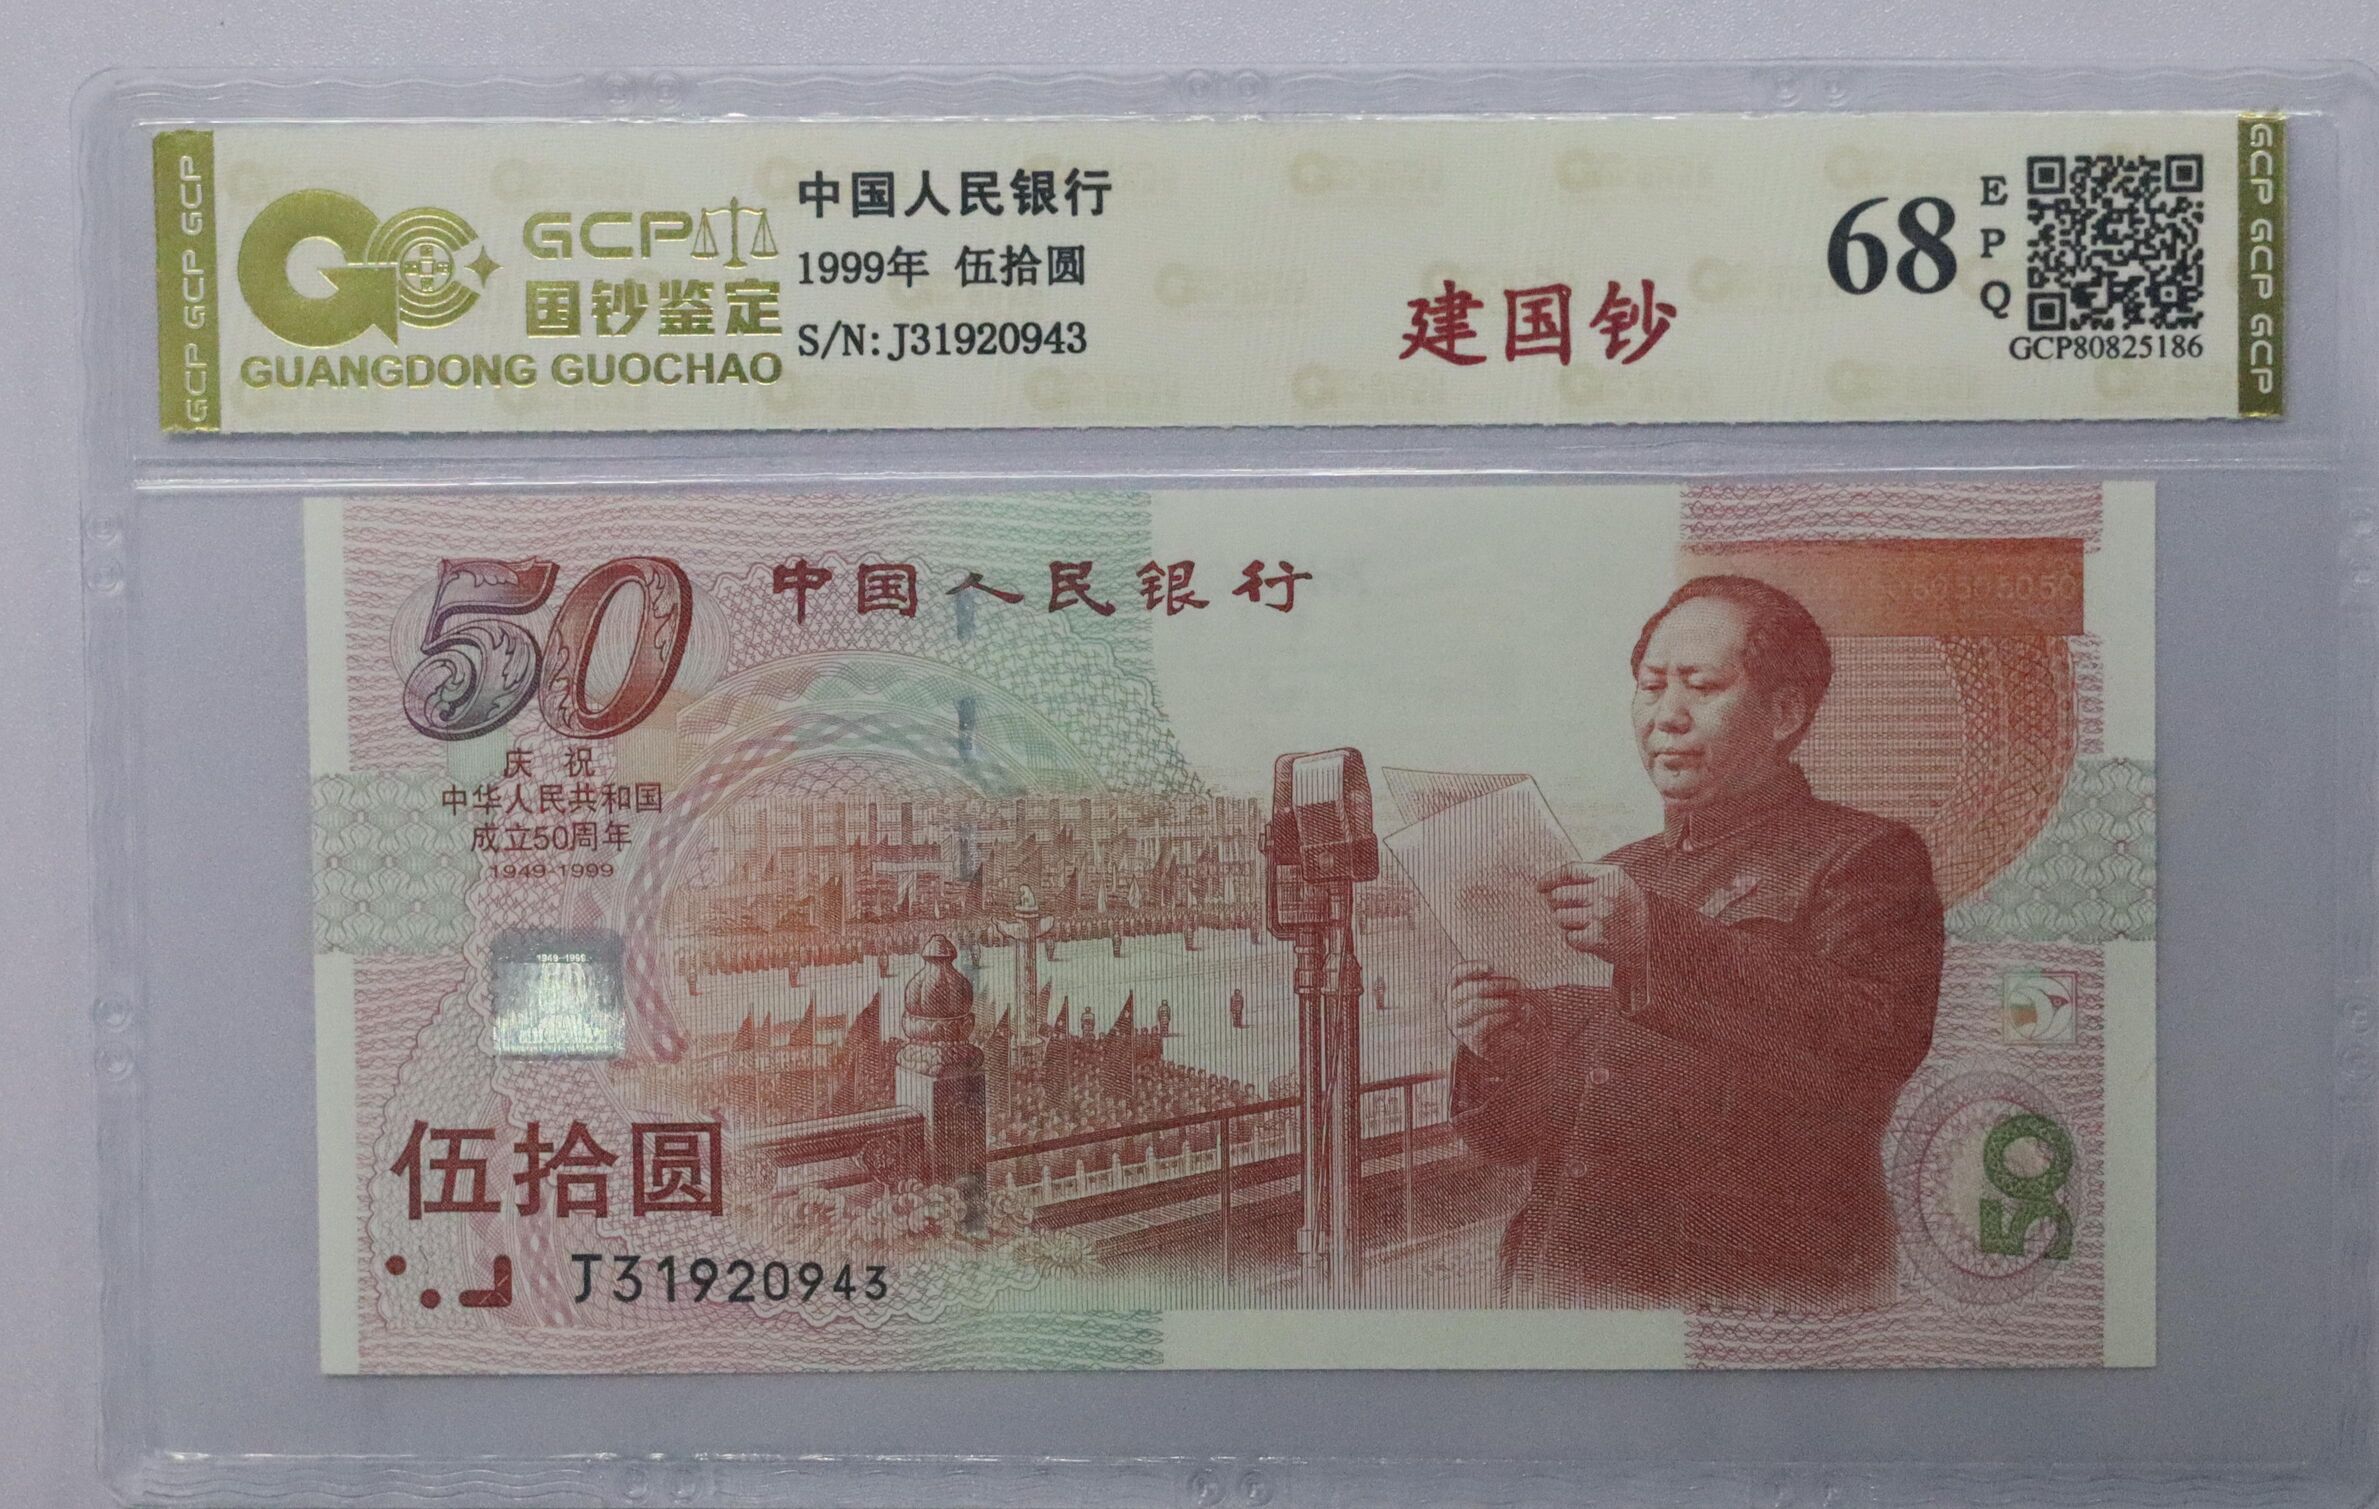 GCP GCP GCP
GCP
国钞鉴定
GUANGDONG GUOCHAO
中国人民银行
1999年 伍拾圆
S/N: J31920943
建国钞
68
EPQ
GCP80825186
GCP GCP GCP
50
中国人民银行
庆祝
中华人民共和国
成立50周年
1949-1999
1949-1999
伍拾圆
J31920943
50